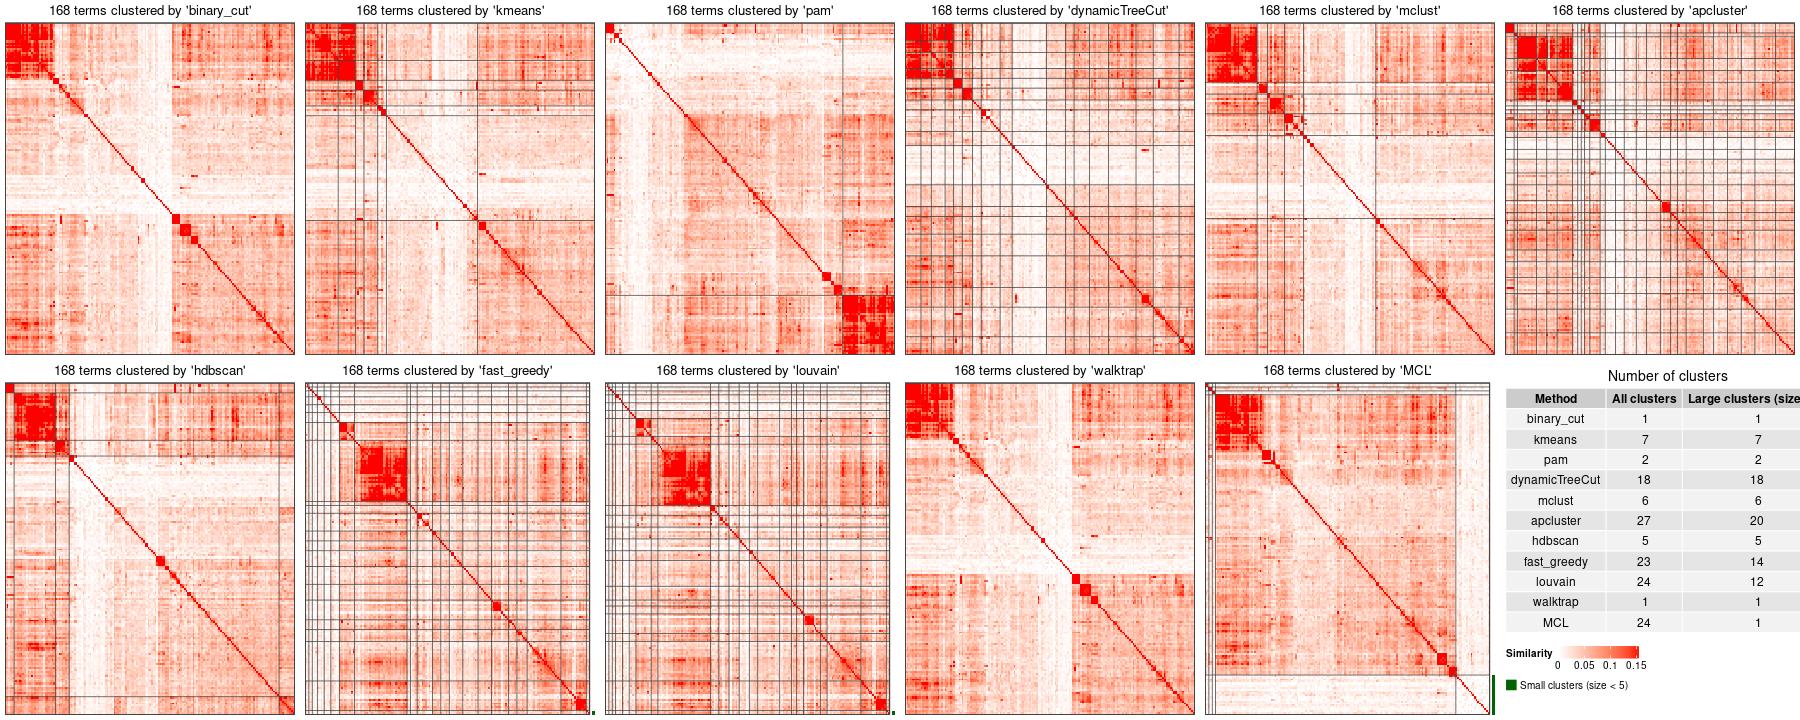 168 terms clustered by 'binary_cut'
168 terms clustered by 'kmeans'
168 terms clustered by 'pam'
168 terms clustered by 'dynamicTreeCut'
168 terms clustered by 'mclust'
168 terms clustered by 'apcluster'
168 terms clustered by 'hdbscan'
168 terms clustered by 'fast_greedy'
168 terms clustered by 'louvain'
168 terms clustered by 'walktrap'
168 terms clustered by 'MCL'
Number of clusters
Method All clusters Large clusters (size
binary_cut 1 1
kmeans 7 7
pam 2 2
dynamicTreeCut 18 18
mclust 6 6
apcluster 27 20
hdbscan 5 5
fast_greedy 23 14
louvain 24 12
walktrap 1 1
MCL 24 1
Similarity
0 0.05 0.1 0.15
Small clusters (size < 5)